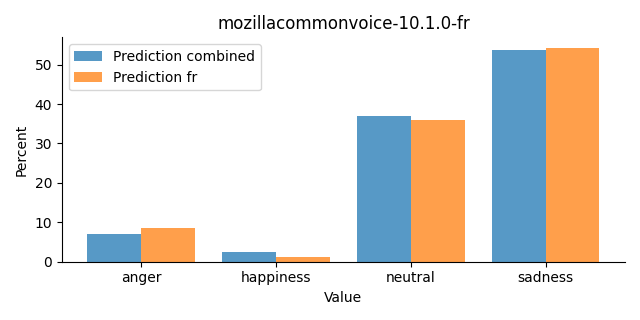 mozillacommonvoice-10.1.0-fr
Prediction combined
Prediction fr
Percent
50
40
30
20
10
0
anger happiness neutral sadness
Value